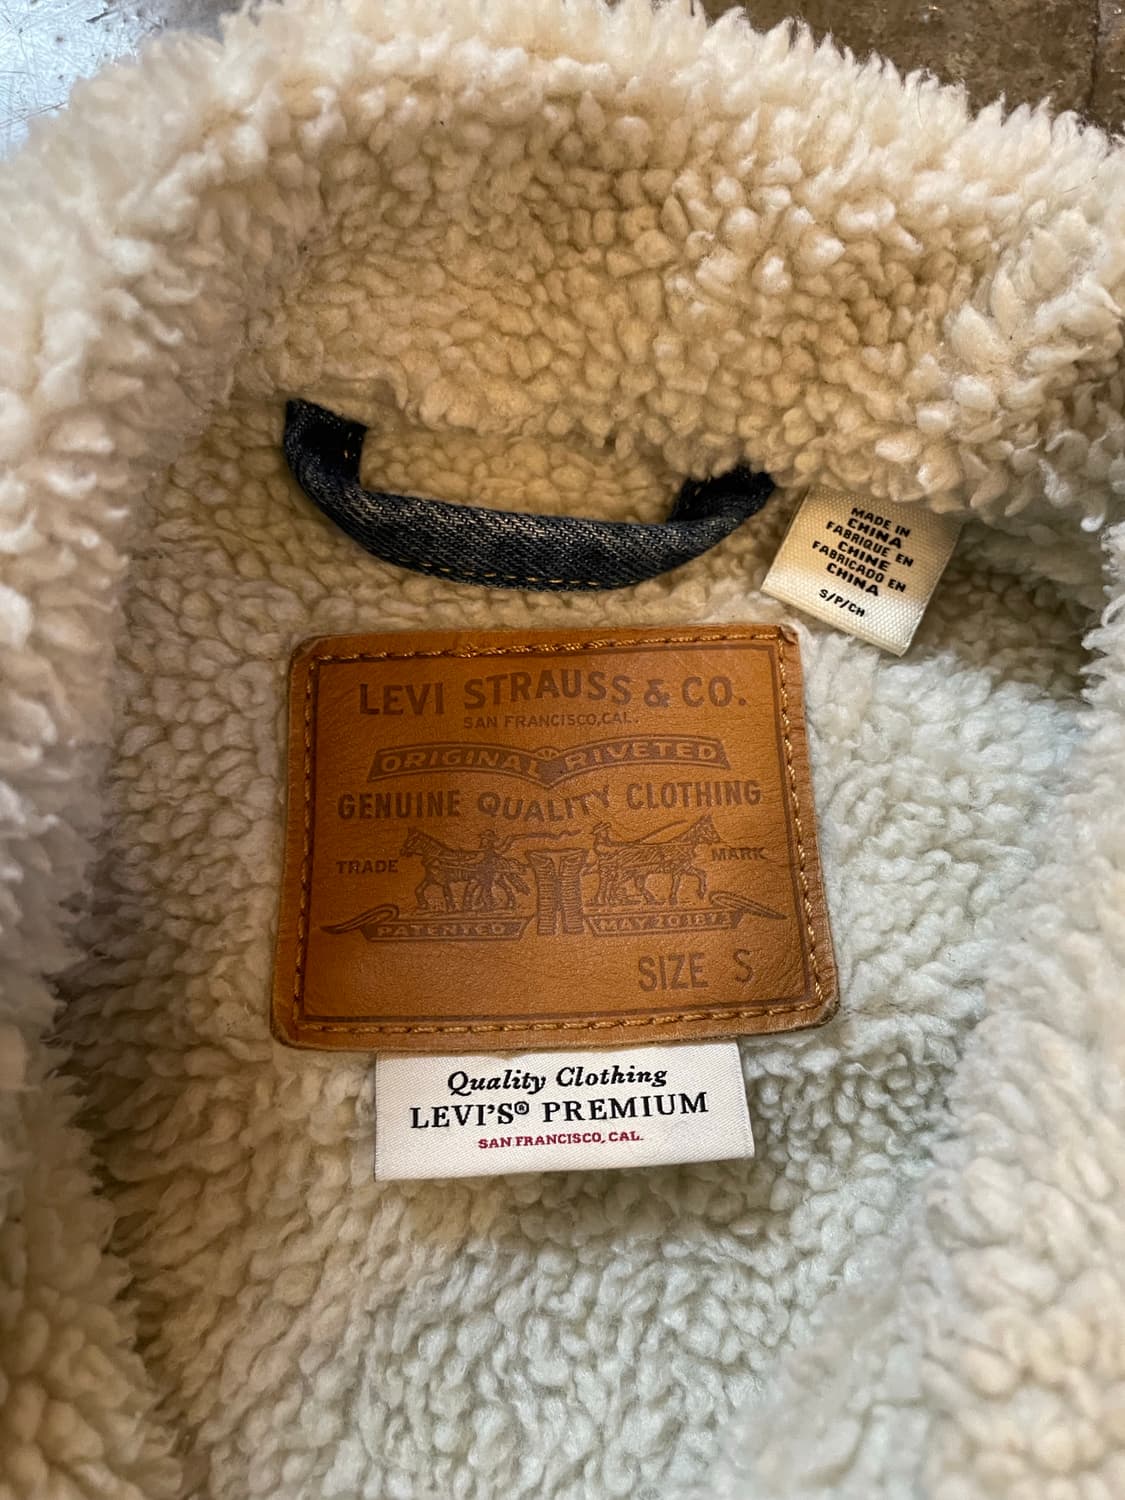 MADE IN
CHINA
FABRIQUE EN
CHINE
FABRICADO EN
CHINA
S/P/CH
LEVI STRAUSS & CO.
SAN FRANCISCO, CAL.
ORIGINAL RIVETED
GENUINE QUALITY CLOTHING
TRADE MARK
PATENTED MAY 20 1873
SIZE S
Quality Clothing
LEVI'S® PREMIUM
SAN FRANCISCO, CAL.